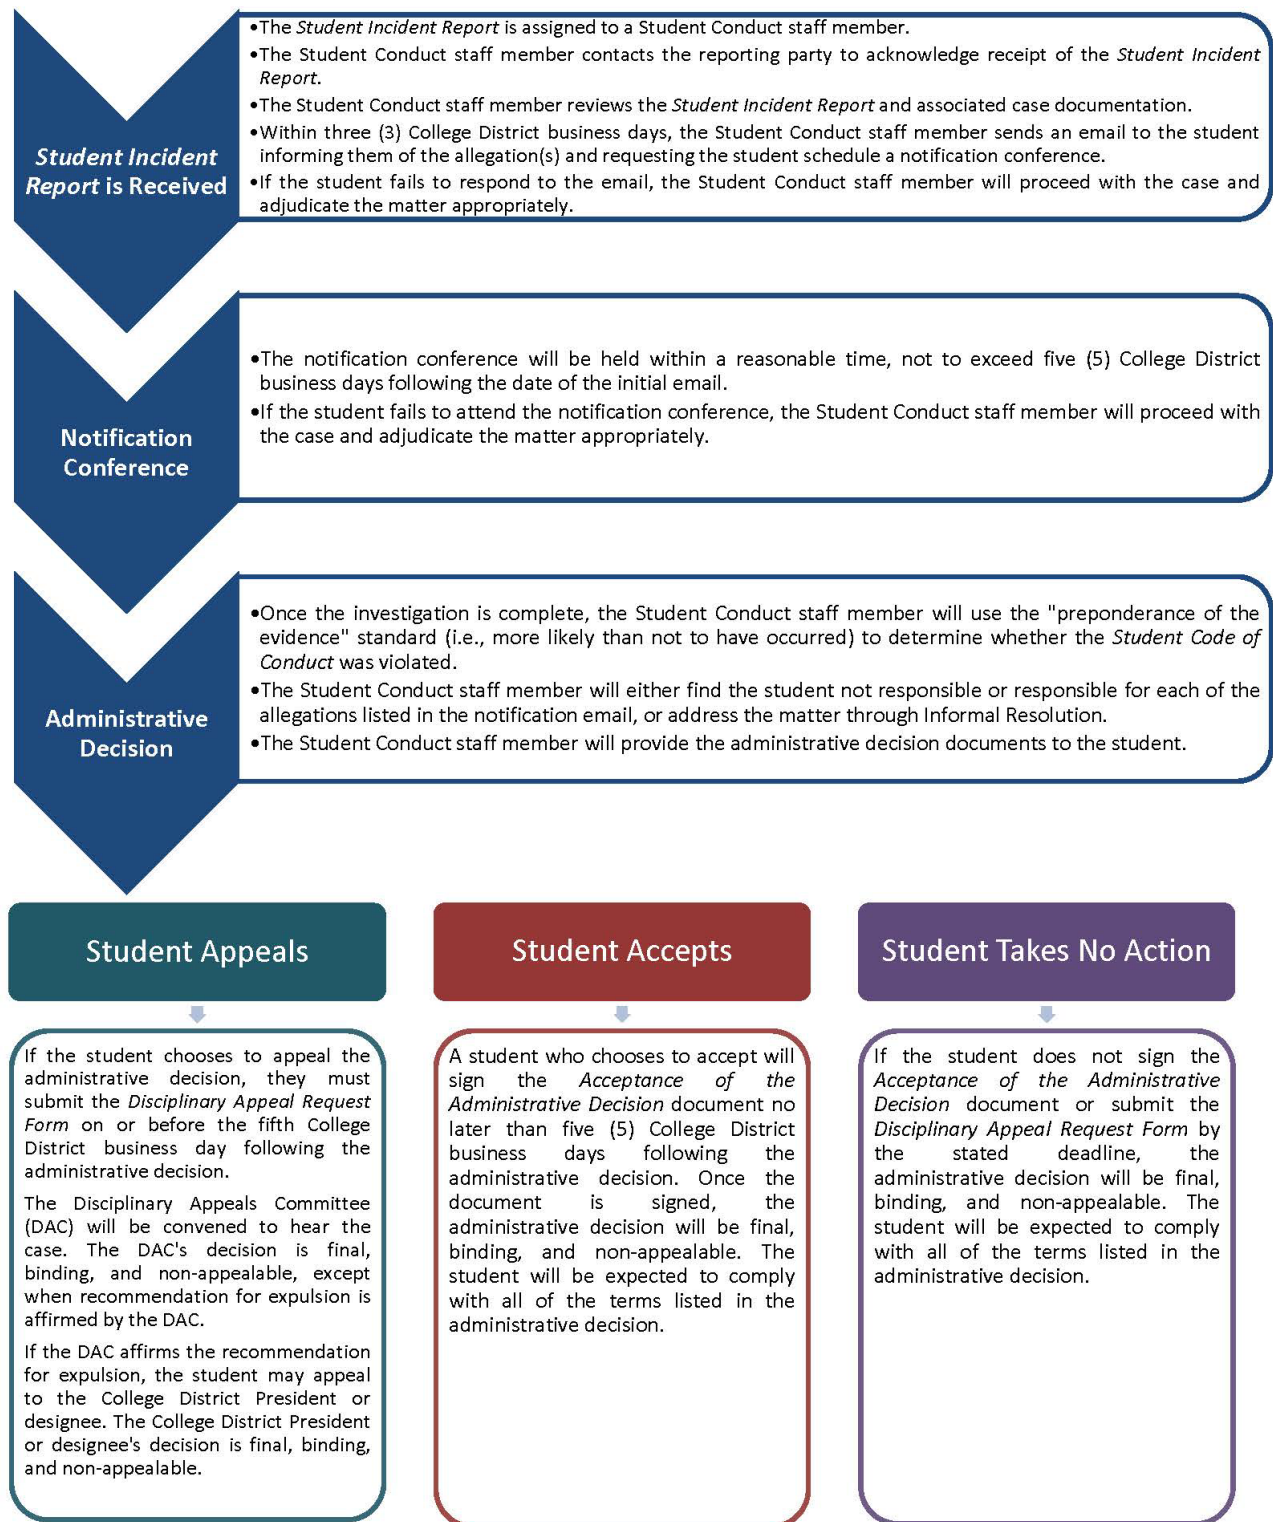 Student Incident
Report is Received
•The Student Incident Report is assigned to a Student Conduct staff member.
•The Student Conduct staff member contacts the reporting party to acknowledge receipt of the Student Incident
Report.
•The Student Conduct staff member reviews the Student Incident Report and associated case documentation.
•Within three (3) College District business days, the Student Conduct staff member sends an email to the student
informing them of the allegation(s) and requesting the student schedule a notification conference.
•If the student fails to respond to the email, the Student Conduct staff member will proceed with the case and
adjudicate the matter appropriately.
Notification
Conference
•The notification conference will be held within a reasonable time, not to exceed five (5) College District
business days following the date of the initial email.
•If the student fails to attend the notification conference, the Student Conduct staff member will proceed with
the case and adjudicate the matter appropriately.
Administrative
Decision
•Once the investigation is complete, the Student Conduct staff member will use the "preponderance of the
evidence" standard (i.e., more likely than not to have occurred) to determine whether the Student Code of
Conduct was violated.
•The Student Conduct staff member will either find the student not responsible or responsible for each of the
allegations listed in the notification email, or address the matter through Informal Resolution.
•The Student Conduct staff member will provide the administrative decision documents to the student.
Student Appeals
If the student chooses to appeal the
administrative decision, they must
submit the Disciplinary Appeal Request
Form on or before the fifth College
District business day following the
administrative decision.
The Disciplinary Appeals Committee
(DAC) will be convened to hear the
case. The DAC's decision is final,
binding, and non-appealable, except
when recommendation for expulsion is
affirmed by the DAC.
If the DAC affirms the recommendation
for expulsion, the student may appeal
to the College District President or
designee. The College District President
or designee's decision is final, binding,
and non-appealable.
Student Accepts
A student who chooses to accept will
sign the Acceptance of the
Administrative Decision document no
later than five (5) College District
business days following the
administrative decision. Once the
document is signed, the
administrative decision will be final,
binding, and non-appealable. The
student will be expected to comply
with all of the terms listed in the
administrative decision.
Student Takes No Action
If the student does not sign the
Acceptance of the Administrative
Decision document or submit the
Disciplinary Appeal Request Form by
the stated deadline, the
administrative decision will be final,
binding, and non-appealable. The
student will be expected to comply
with all of the terms listed in the
administrative decision.